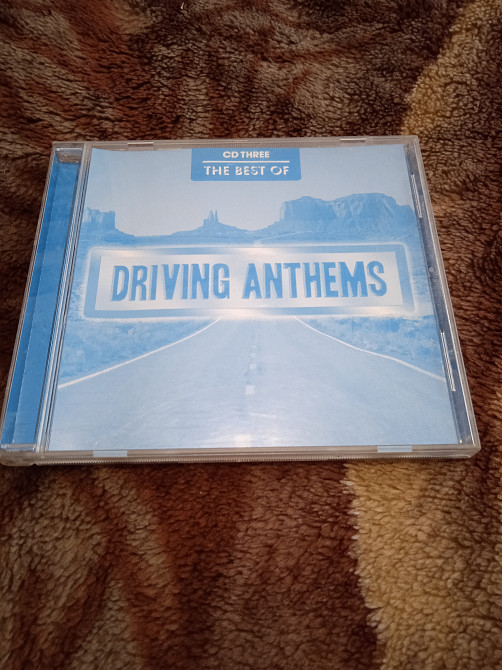 CD THREE
THE BEST OF
DRIVING ANTHEMS